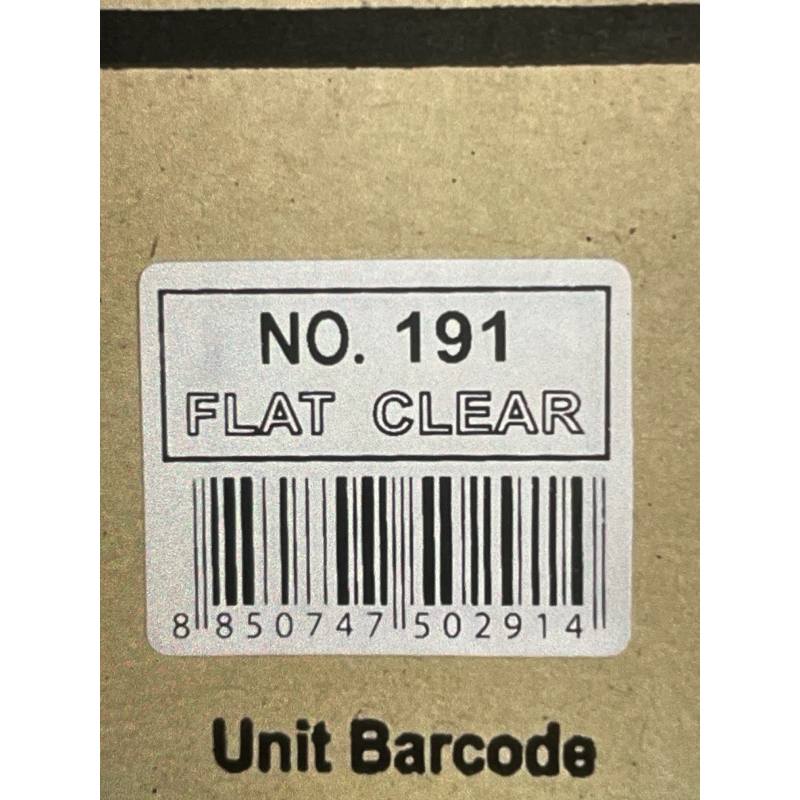 NO. 191
FLAT CLEAR
8 850747 502914
Unit Barcode